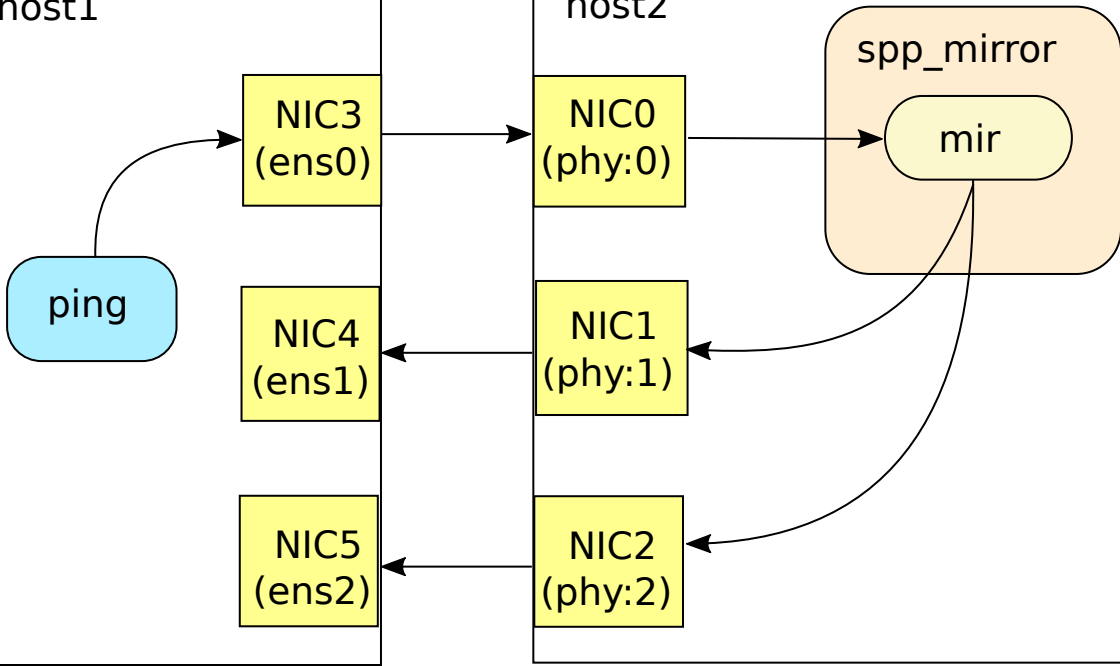 host1
host2
spp_mirror
mir
NIC3
(ens0)
NIC0
(phy:0)
ping
NIC4
(ens1)
NIC1
(phy:1)
NIC5
(ens2)
NIC2
(phy:2)